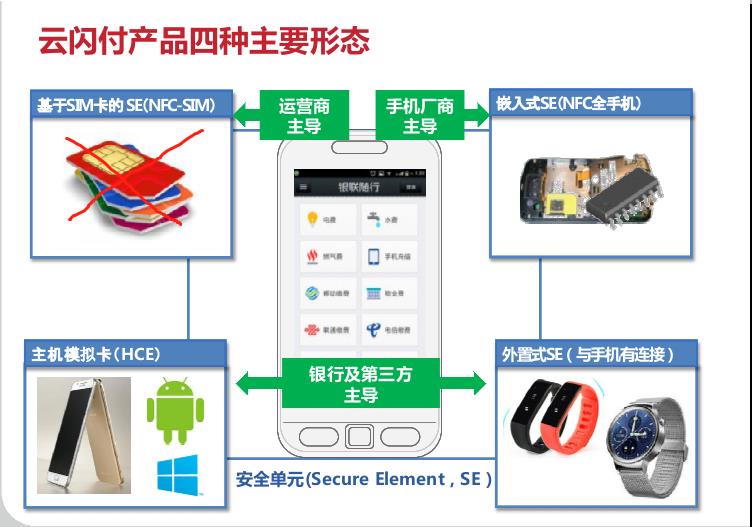 云闪付产品四种主要形态
基于SIM卡的 SE(NFC-SIM)
运营商
主导
手机厂商
主导
嵌入式SE(NFC全手机)
银联随行
电费
水费
燃气费
手机充值
移动缴费
物业费
联通缴费
电信缴费
主机模拟卡(HCE)
银行及第三方
主导
外置式SE(与手机有连接)
安全单元(Secure Element,SE)